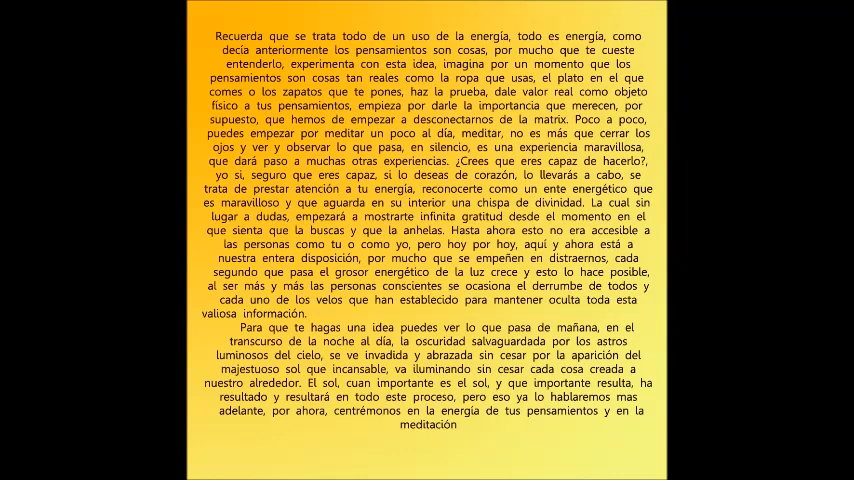 Recuerda que se trata todo de un uso de la energía, todo es energía, como
decía anteriormente los pensamientos son cosas, por mucho que te cueste
entenderlo, experimenta con esta idea, imagina por un momento que los
pensamientos son cosas tan reales como la ropa que usas, el plato en el que
comes o los zapatos que te pones, haz la prueba, dale valor real como objeto
físico a tus pensamientos, empieza por darle la importancia que merecen, por
supuesto, que hemos de empezar a desconectarnos de la matrix. Poco a poco,
puedes empezar por meditar un poco al día, meditar, no es más que cerrar los
ojos y ver y observar lo que pasa, en silencio, es una experiencia maravillosa,
que dará paso a muchas otras experiencias. ¿Crees que eres capaz de hacerlo?,
yo si, seguro que eres capaz, si lo deseas de corazón, lo llevarás a cabo, se
trata de prestar atención a tu energía, reconocerte como un ente energético que
es maravilloso y que aguarda en su interior una chispa de divinidad. La cual sin
lugar a dudas, empezará a mostrarte infinita gratitud desde el momento en el
que sienta que la buscas y que la anhelas. Hasta ahora esto no era accesible a
las personas como tu o como yo, pero hoy por hoy, aquí y ahora está a
nuestra entera disposición, por mucho que se empeñen en distraernos, cada
segundo que pasa el grosor energético de la luz crece y esto lo hace posible,
al ser más y más las personas conscientes se ocasiona el derrumbe de todos y
cada uno de los velos que han establecido para mantener oculta toda esta
valiosa información.
Para que te hagas una idea puedes ver lo que pasa de mañana, en el
transcurso de la noche al día, la oscuridad salvaguardada por los astros
luminosos del cielo, se ve invadida y abrazada sin cesar por la aparición del
majestuoso sol que incansable, va iluminando sin cesar cada cosa creada a
nuestro alrededor. El sol, cuan importante es el sol, y que importante resulta, ha
resultado y resultará en todo este proceso, pero eso ya lo hablaremos mas
adelante, por ahora, centrémonos en la energía de tus pensamientos y en la
meditación